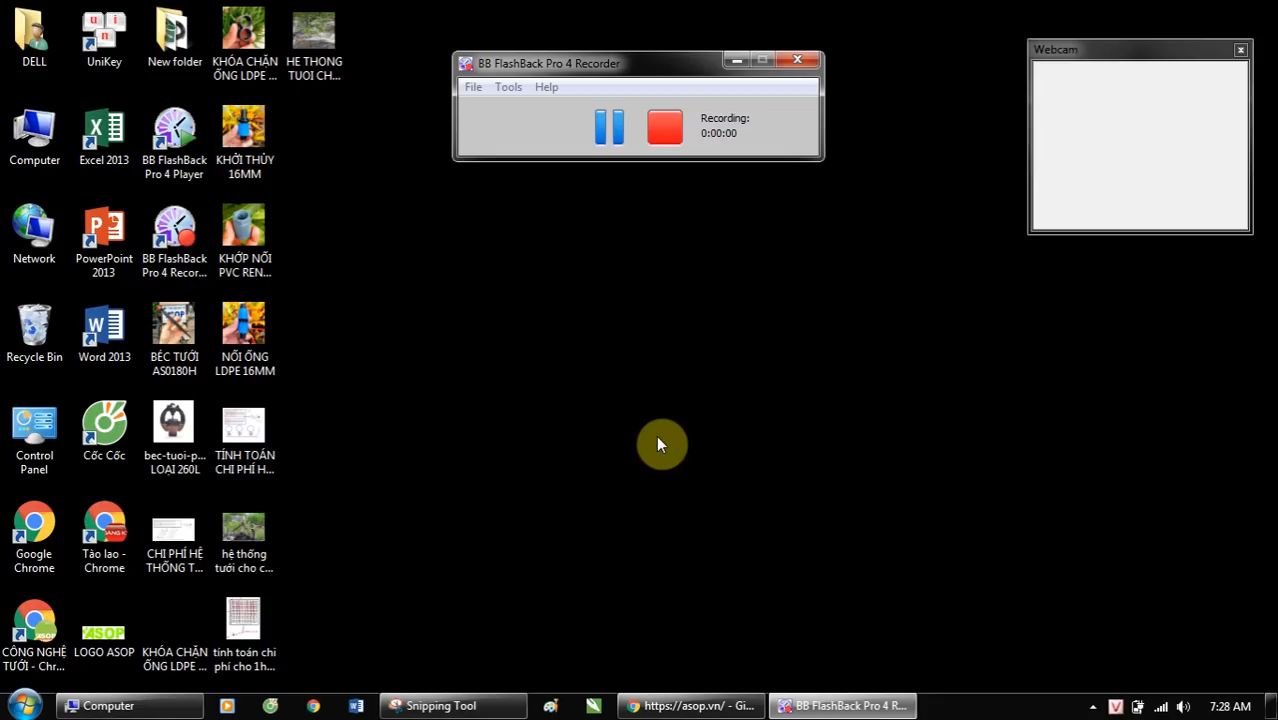 DELL
UniKey
New folder
KHÓA CHẶN
ỐNG LDPE ...
HE THONG
TUOI CH...
Computer
Excel 2013
BB FlashBack
Pro 4 Player
KHỞI THỦY
16MM
Network
PowerPoint
2013
BB FlashBack
Pro 4 Recor...
KHỚP NỐI
PVC REN...
Recycle Bin
Word 2013
BÉC TƯỚI
AS0180H
NỐI ỐNG
LDPE 16MM
Control
Panel
Cốc Cốc
bec-tuoi-p...
LOẠI 260L
TÍNH TOÁN
CHI PHÍ H...
Google
Chrome
Tào lao -
Chrome
CHI PHÍ HỆ
THỐNG T...
hệ thống
tưới cho c...
CÔNG NGHỆ
TƯỚI - Chr...
LOGO ASOP
KHÓA CHẶN
ỐNG LDPE ...
tính toán chi
phí cho 1h...
BB FlashBack Pro 4 Recorder
File Tools Help
Recording:
0:00:00
Webcam
Computer
Snipping Tool
https://asop.vn/ - Gi...
BB FlashBack Pro 4 R...
V
7:28 AM